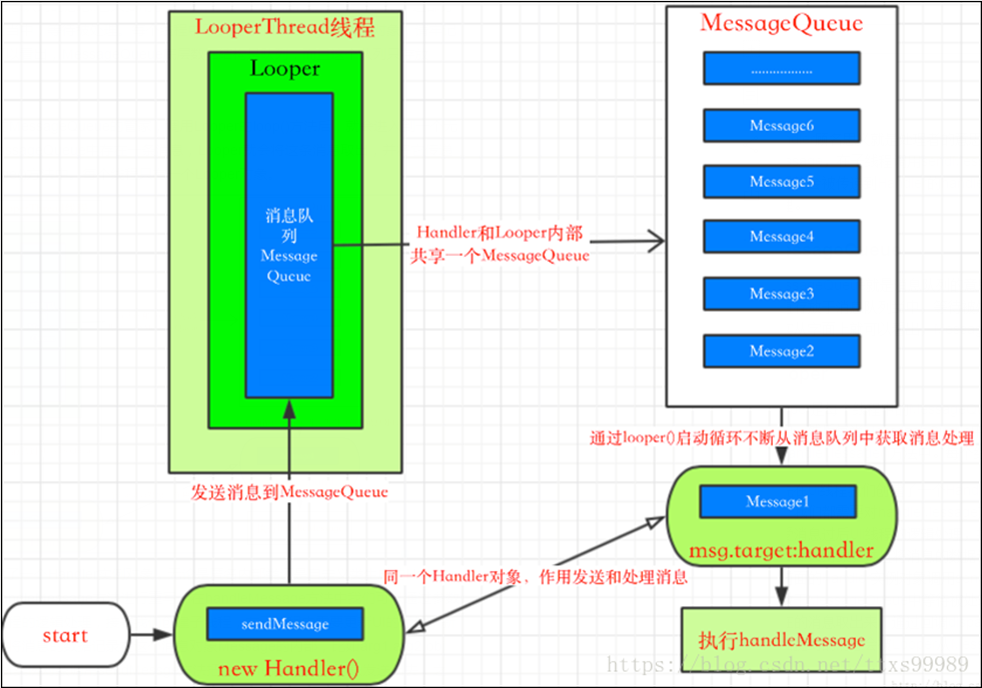 LooperThread线程
Looper
消息队
列
Message
Queue
MessageQueue
.................
Message6
Message5
Message4
Message3
Message2
Handler和Looper内部
共享一个MessageQueue
通过looper()启动循环不断从消息队列中获取消息处理
发送消息到MessageQueue
Message1
msg.target:handler
同一个Handler对象，作用发送和处理消息
start
sendMessage
new Handler()
执行handleMessage